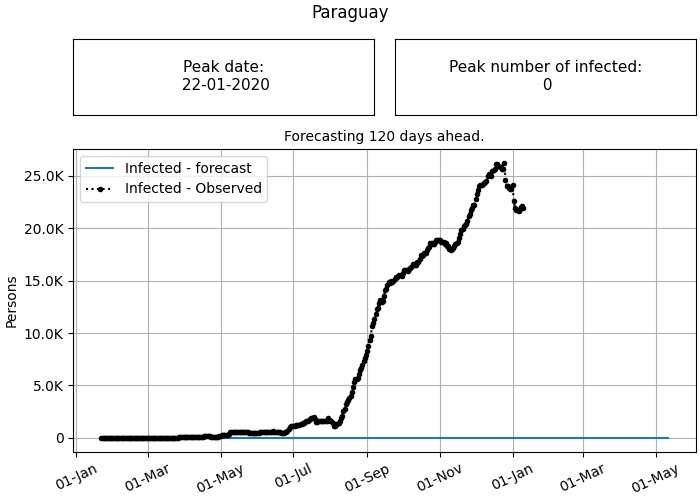 Paraguay
Peak date:
22-01-2020
Peak number of infected:
0
Forecasting 120 days ahead.
Infected - forecast
Infected - Observed
Persons
25.0K
20.0K
15.0K
10.0K
5.0K
0
01-Jan
01-Mar
01-May
01-Jul
01-Sep
01-Nov
01-Jan
01-Mar
01-May